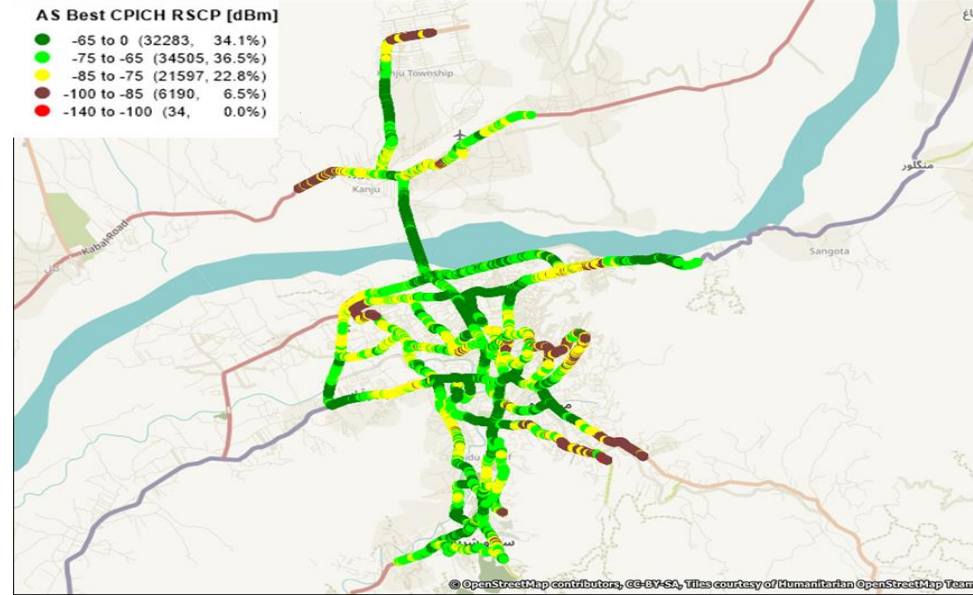 AS Best CPICH RSCP [dBm]
-65 to 0 (32283, 34.1%)
-75 to -65 (34505, 36.5%)
-85 to -75 (21597, 22.8%)
-100 to -85 (6190, 6.5%)
-140 to -100 (34, 0.0%)
Kanju
Kabal Road
منگلور
Sangota
© OpenStreetMap contributors, CC-BY-SA, Tiles courtesy of Humanitarian OpenStreetMap Team